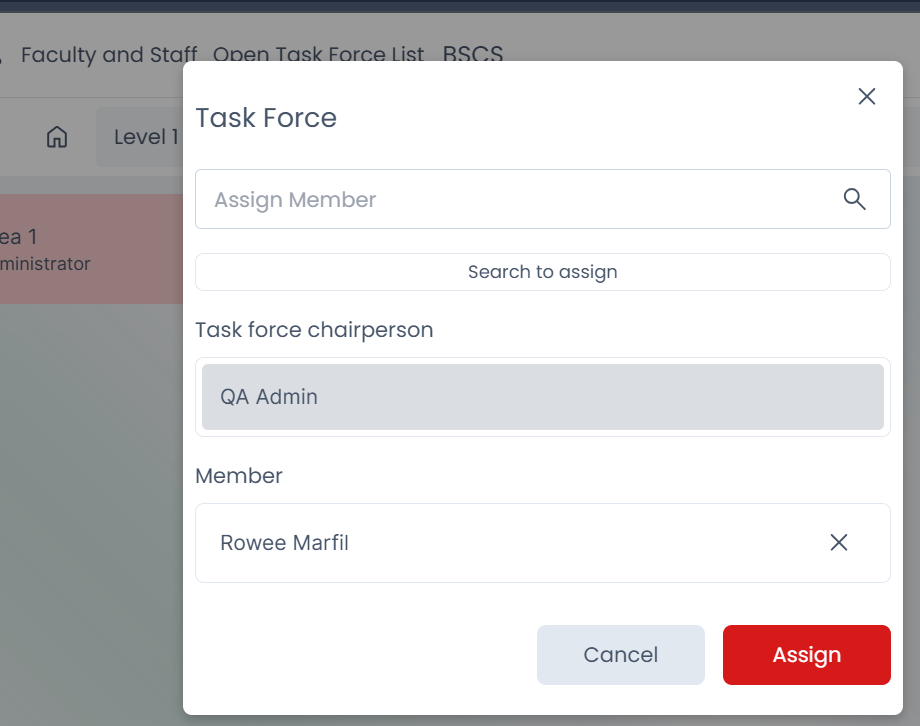 Faculty and Staff Open Task Force List BSCS
Level 1
ea 1
ministrator
Task Force
Assign Member
Search to assign
Task force chairperson
QA Admin
Member
Rowee Marfil
Cancel
Assign